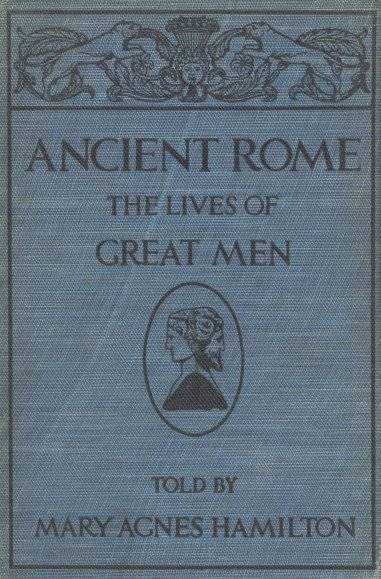 ANCIENT ROME
THE LIVES OF
GREAT MEN
TOLD BY
MARY AGNES HAMILTON